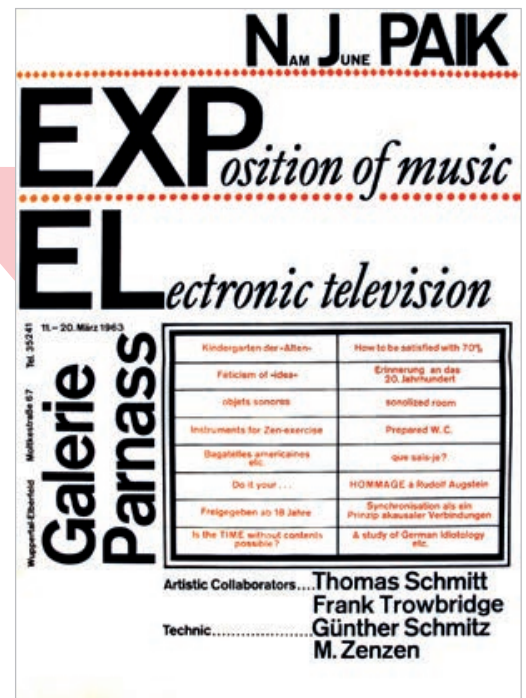 NAM JUNE PAIK
EXPosition of music
ELectronic television
11.– 20. März 1963
Wuppertal-Elberfeld Moltkestraße 67 Tel. 35241
Galerie
Parnass
Kindergarten der «Alten»
How to be satisfied with 70%
Feticism of «idea»
Erinnerung an das
20. Jahrhundert
objets sonores
sonolized room
Instruments for Zen-exercise
Prepared W. C.
Bagatelles americaines
etc.
que sais-je?
Do it your . . .
HOMMAGE à Rudolf Augstein
Freigegeben ab 18 Jahre
Synchronisation als ein
Prinzip akausaler Verbindungen
Is the TIME without contents
possible?
A study of German Idiotology
etc.
Artistic Collaborators....Thomas Schmitt
Frank Trowbridge
Technic.....................Günther Schmitz
M. Zenzen